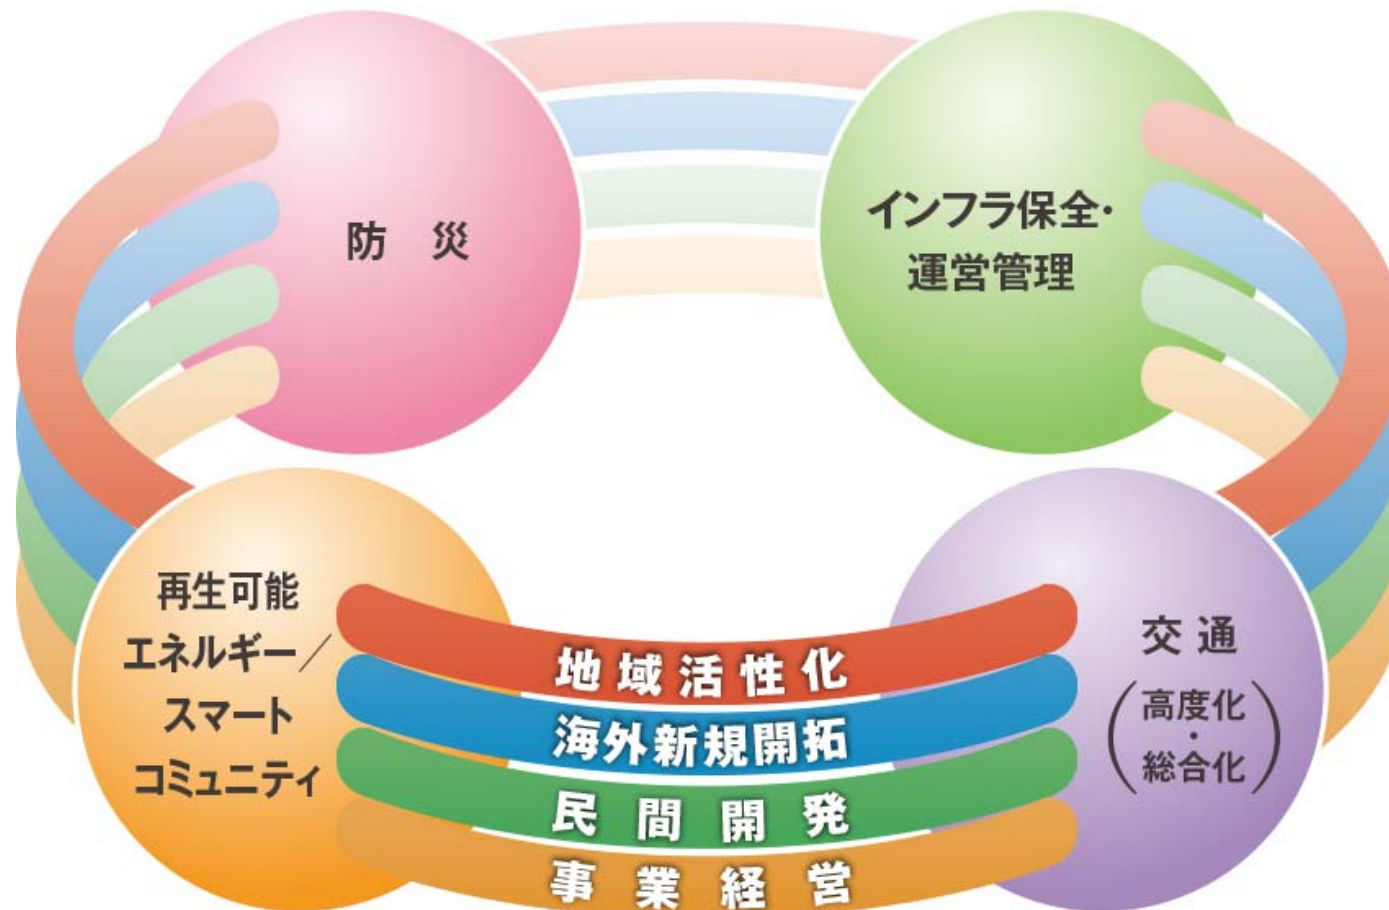 防 災
インフラ保全・
運営管理
再生可能
エネルギー／
スマート
コミュニティ
交通
（高度化
・
総合化）
地域活性化
海外新規開拓
民間開発
事業経営